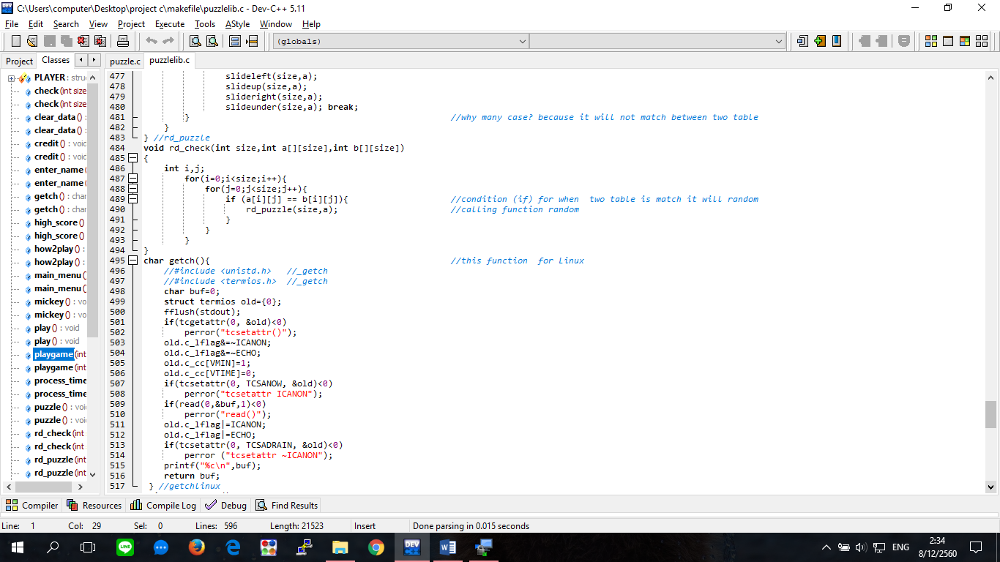 C:\Users\computer\Desktop\project c\makefile\puzzlelib.c - Dev-C++ 5.11
File Edit Search View Project Execute Tools AStyle Window Help
(globals)
Project Classes puzzle.c puzzlelib.c
PLAYER : struc
check (int size
check (int size
clear_data () :
clear_data () :
credit () : void
credit () : void
enter_name (
enter_name (
getch () : char
getch () : char
high_score ()
high_score ()
how2play () :
how2play () :
main_menu (
main_menu (
mickey () : vo
mickey () : vo
play () : void
play () : void
playgame (int
playgame (int
process_time
process_time
puzzle () : voi
puzzle () : voi
rd_check (int
rd_check (int
rd_puzzle (int
rd_puzzle (int
477 slideleft(size,a);
478 slideup(size,a);
479 slideright(size,a);
480 slideunder(size,a); break;
481 } //why many case? because it will not match between two table
482 }
483 } //rd_puzzle
484 void rd_check(int size,int a[][size],int b[][size])
485 {
486 int i,j;
487 for(i=0;i<size;i++){
488 for(j=0;j<size;j++){
489 if (a[i][j] == b[i][j]){ //condition (if) for when  two table is match it will random
490 rd_puzzle(size,a); //calling function random
491 }
492 }
493 }
494 }
495 char getch(){ //this function  for Linux
496 //#include <unistd.h>   //_getch
497 //#include <termios.h>  //_getch
498 char buf=0;
499 struct termios old={0};
500 fflush(stdout);
501 if(tcgetattr(0, &old)<0)
502 perror("tcsetattr()");
503 old.c_lflag&=~ICANON;
504 old.c_lflag&=~ECHO;
505 old.c_cc[VMIN]=1;
506 old.c_cc[VTIME]=0;
507 if(tcsetattr(0, TCSANOW, &old)<0)
508 perror("tcsetattr ICANON");
509 if(read(0,&buf,1)<0)
510 perror("read()");
511 old.c_lflag|=ICANON;
512 old.c_lflag|=ECHO;
513 if(tcsetattr(0, TCSADRAIN, &old)<0)
514 perror ("tcsetattr ~ICANON");
515 printf("%c\n",buf);
516 return buf;
517 } //getchlinux
Compiler Resources Compile Log Debug Find Results
Line: 1 Col: 29 Sel: 0 Lines: 596 Length: 21523 Insert Done parsing in 0.015 seconds
LINE DEV ENG 2:34
8/12/2560